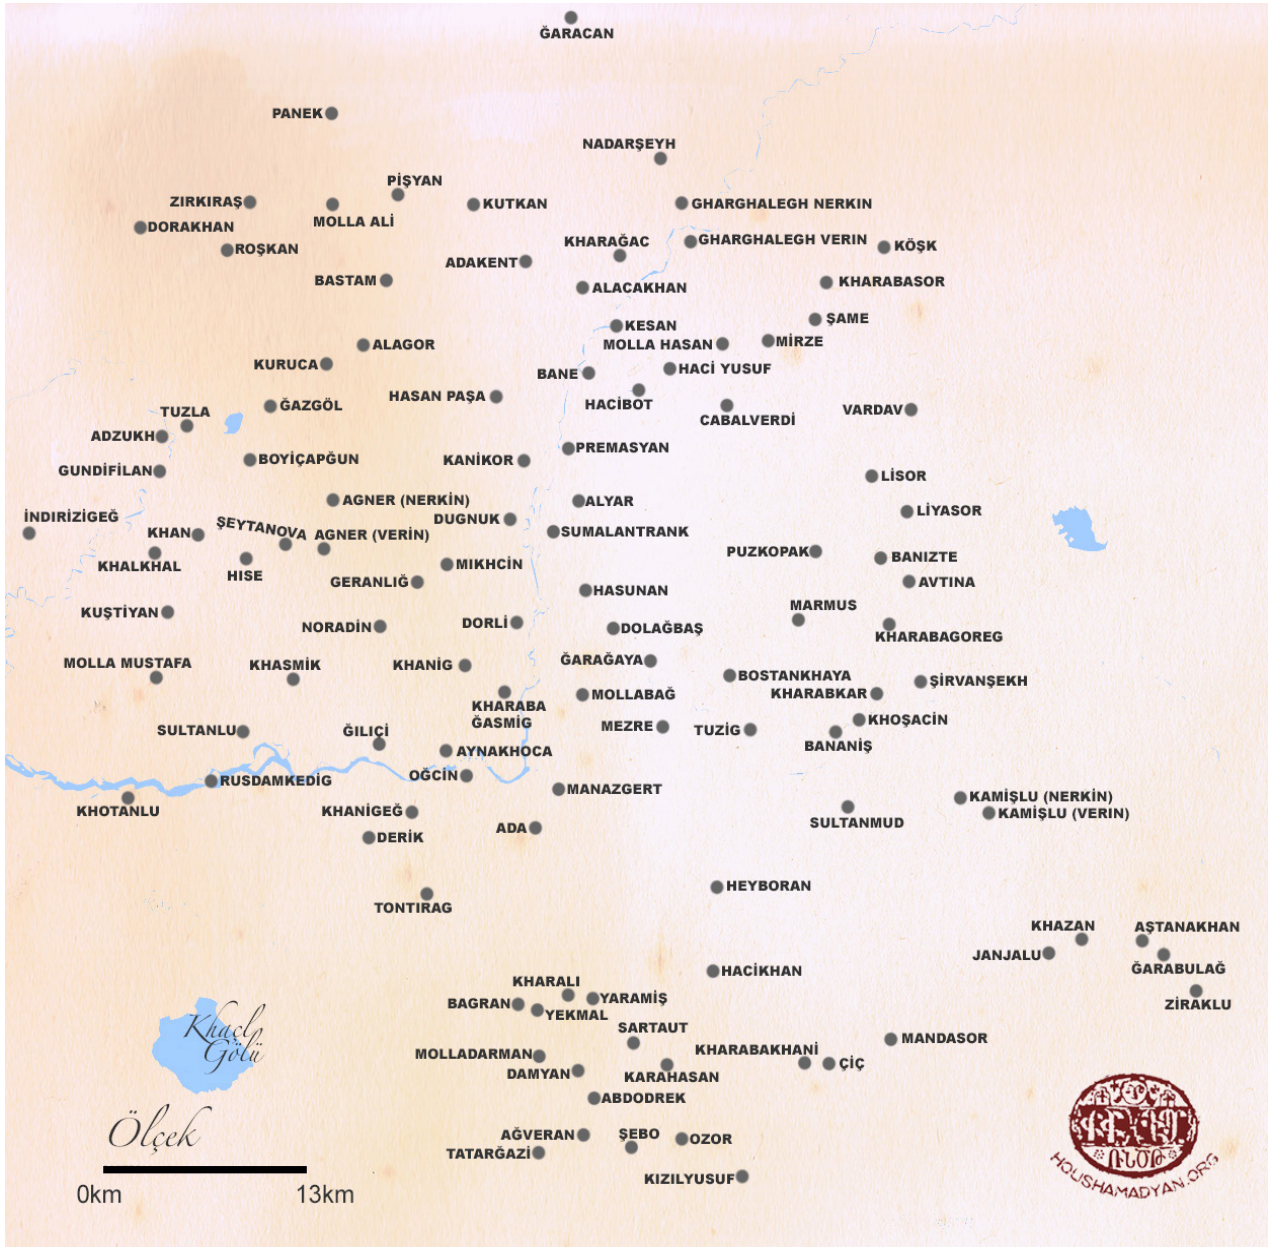 ĞARACAN
PANEK
NADARŞEYH
PİŞYAN
ZIRKIRAŞ
MOLLA ALİ
KUTKAN
GHARGHALEGH NERKIN
DORAKHAN
ROŞKAN
KHARAĞAC
GHARGHALEGH VERIN
KÖŞK
ADAKENT
BASTAM
ALACAKHAN
KHARABASOR
KESAN
ŞAME
MOLLA HASAN
MİRZE
ALAGOR
KURUCA
BANE
HACİ YUSUF
HASAN PAŞA
HACİBOT
ĞAZGÖL
TUZLA
CABALVERDİ
VARDAV
ADZUKH
PREMASYAN
BOYİÇAPĞUN
KANİKOR
GUNDİFİLAN
LİSOR
AGNER (NERKİN)
ALYAR
İNDIRİZİGEĞ
DUGNUK
LİYASOR
ŞEYTANOVA
KHAN
AGNER (VERİN)
SUMALANTRANK
PUZKOPAK
BANIZTE
KHALKHAL
HISE
MIKHCİN
GERANLIĞ
AVTINA
HASUNAN
MARMUS
KUŞTİYAN
NORADİN
DORLİ
DOLAĞBAŞ
KHARABAGOREG
MOLLA MUSTAFA
KHASMİK
KHANİG
ĞARAĞAYA
BOSTANKHAYA
ŞİRVANŞEKH
KHARABKAR
MOLLABAĞ
KHARABA
ĞASMİG
KHOŞACİN
SULTANLU
ĞILIÇİ
MEZRE
TUZİG
BANANİŞ
AYNAKHOCA
RUSDAMKEDİG
OĞCİN
MANAZGERT
KHOTANLU
KHANİGEĞ
KAMİŞLU (NERKİN)
KAMİŞLU (VERIN)
SULTANMUD
ADA
DERİK
HEYBORAN
TONTIRAG
KHAZAN
AŞTANAKHAN
JANJALU
ĞARABULAĞ
HACİKHAN
KHARALI
YARAMİŞ
BAGRAN
YEKMAL
ZİRAKLU
Khaçlı
Gölü
SARTAUT
MANDASOR
MOLLADARMAN
KHARABAKHANİ
ÇİÇ
DAMYAN
KARAHASAN
ABDODREK
Ölçek
AĞVERAN
ŞEBO
OZOR
TATARĞAZİ
KIZILYUSUF
0km
13km
HOUSHAMADYAN.ORG